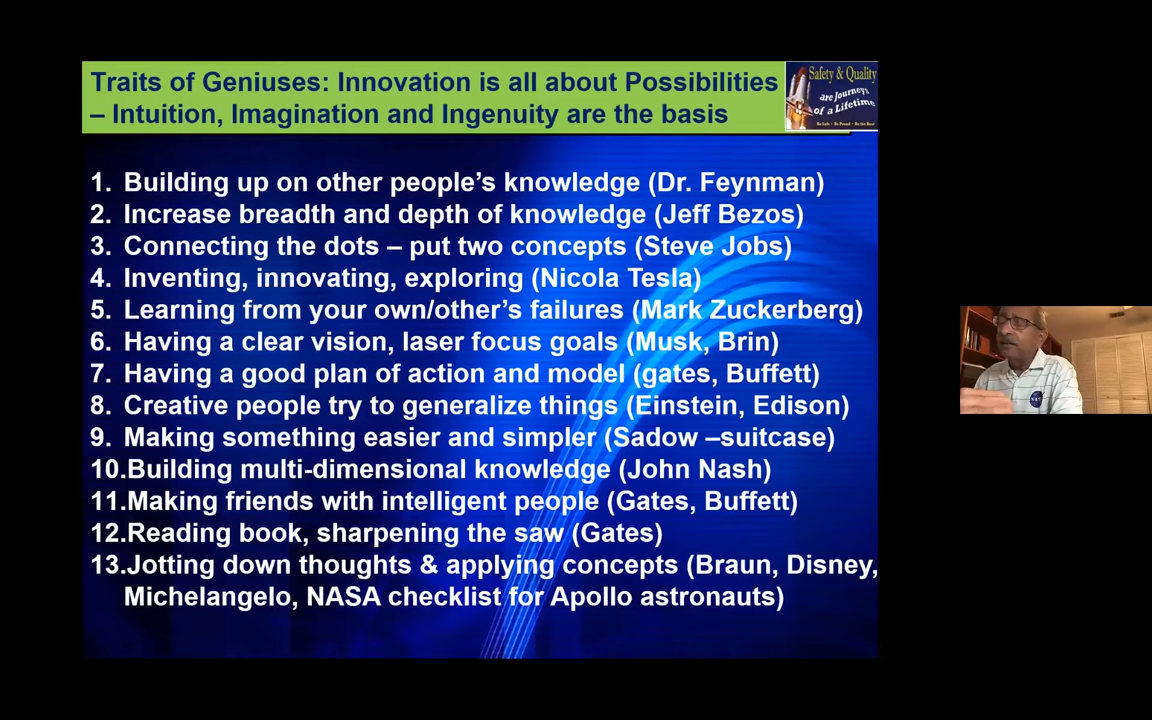 Traits of Geniuses: Innovation is all about Possibilities
– Intuition, Imagination and Ingenuity are the basis
Safety & Quality
are Journeys
of a Lifetime
1. Building up on other people's knowledge (Dr. Feynman)
2. Increase breadth and depth of knowledge (Jeff Bezos)
3. Connecting the dots – put two concepts (Steve Jobs)
4. Inventing, innovating, exploring (Nicola Tesla)
5. Learning from your own/other's failures (Mark Zuckerberg)
6. Having a clear vision, laser focus goals (Musk, Brin)
7. Having a good plan of action and model (gates, Buffett)
8. Creative people try to generalize things (Einstein, Edison)
9. Making something easier and simpler (Sadow –suitcase)
10.Building multi-dimensional knowledge (John Nash)
11.Making friends with intelligent people (Gates, Buffett)
12.Reading book, sharpening the saw (Gates)
13.Jotting down thoughts & applying concepts (Braun, Disney,
Michelangelo, NASA checklist for Apollo astronauts)